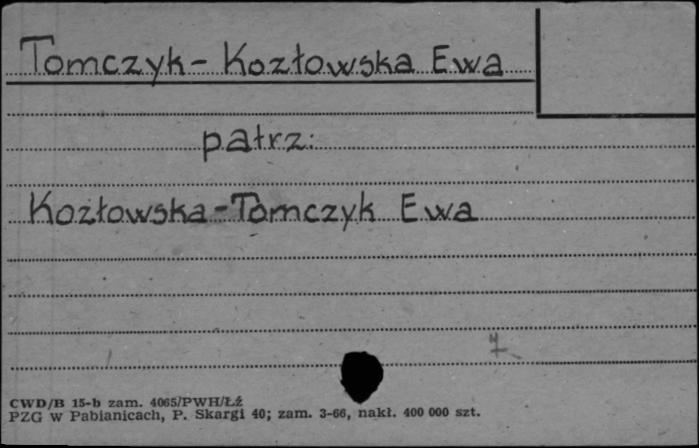 Tomczyk-Kozłowska Ewa
patrz:
Kozłowska-Tomczyk Ewa
CWD/B 15-b zam. 4065/PWH/Łź
PZG w Pabianicach, P. Skargi 40; zam. 3-66, nakł. 400 000 szt.